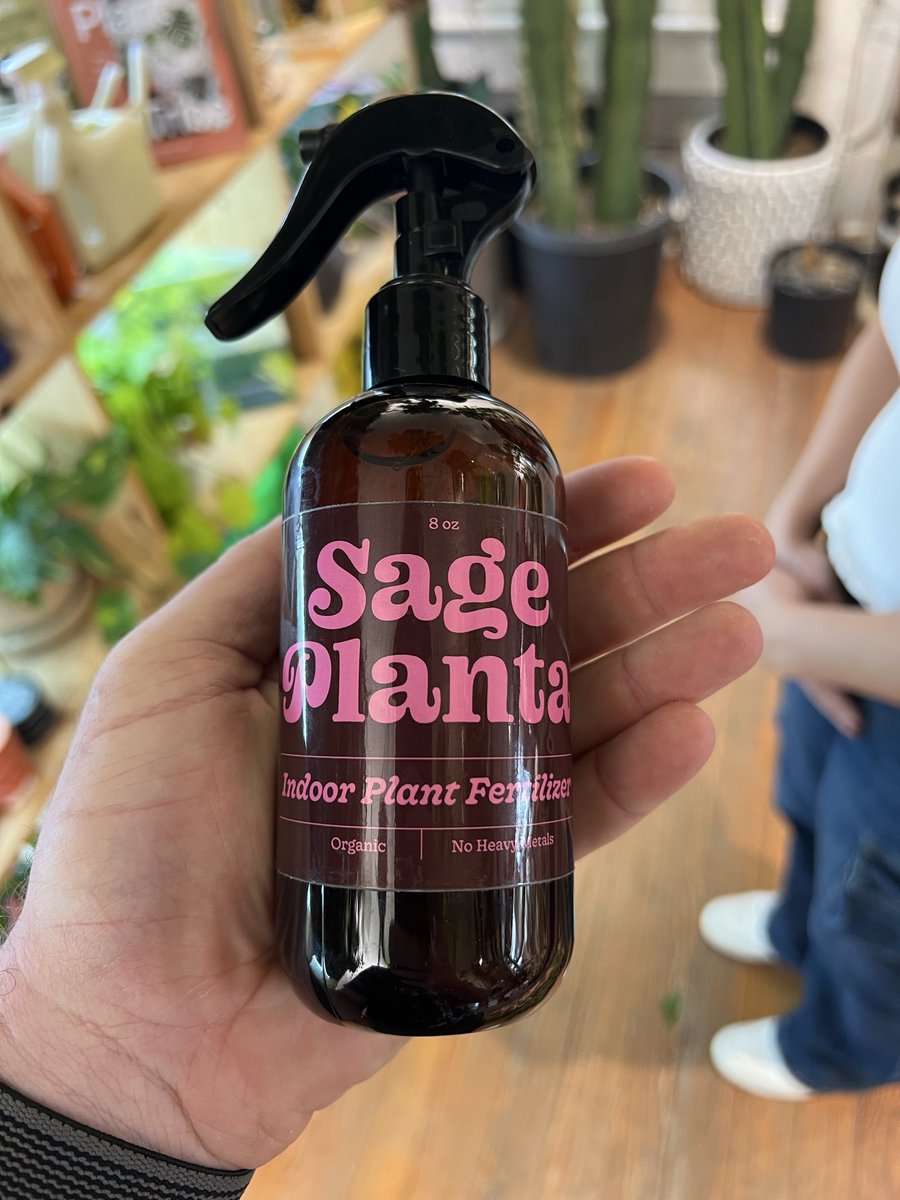 8 oz
Sage
Planta
Indoor Plant Fertilizer
Organic
No Heavy Metals